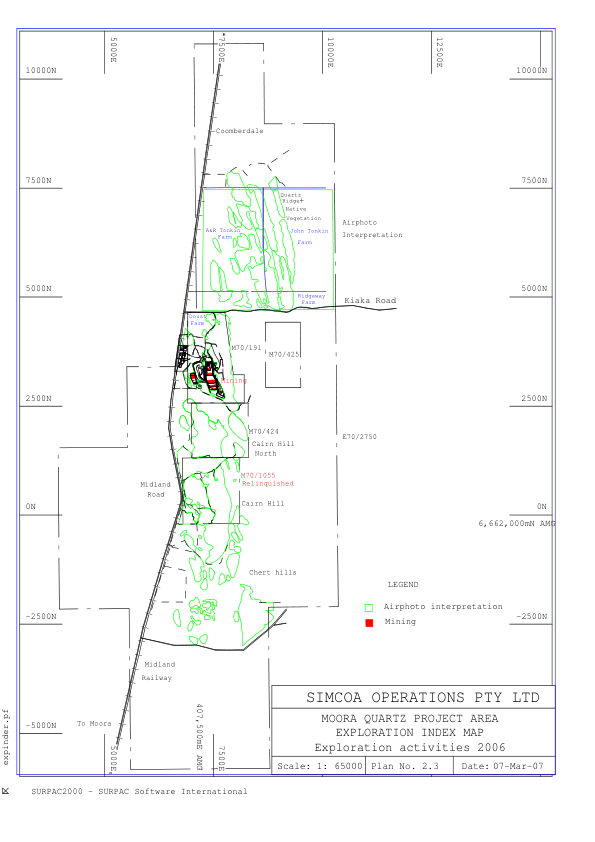 5000E
7500E
10000E
12500E
10000N
10000N
Coomberdale
7500N
7500N
Quartz
Ridge
Native
Vegetation
Airphoto
Interpretation
A&R Tonkin
Farm
John Tonkin
Farm
5000N
5000N
Ridgeway
Farm
Kiaka Road
Farm
M70/191
M70/425
Mining
2500N
2500N
M70/424
E70/2750
Cairn Hill
North
M70/1055
Relinquished
Midland
Road
Cairn Hill
0N
0N
6,662,000mN AMG
Chert hills
LEGEND
Airphoto interpretation
Mining
-2500N
-2500N
Midland
Railway
To Moora
-5000N
5000E
407,500mE AMG
7500E
SIMCOA OPERATIONS PTY LTD
MOORA QUARTZ PROJECT AREA
EXPLORATION INDEX MAP
Exploration activities 2006
Scale: 1: 65000
Plan No. 2.3
Date: 07-Mar-07
expinder.pf
SURPAC2000 - SURPAC Software International